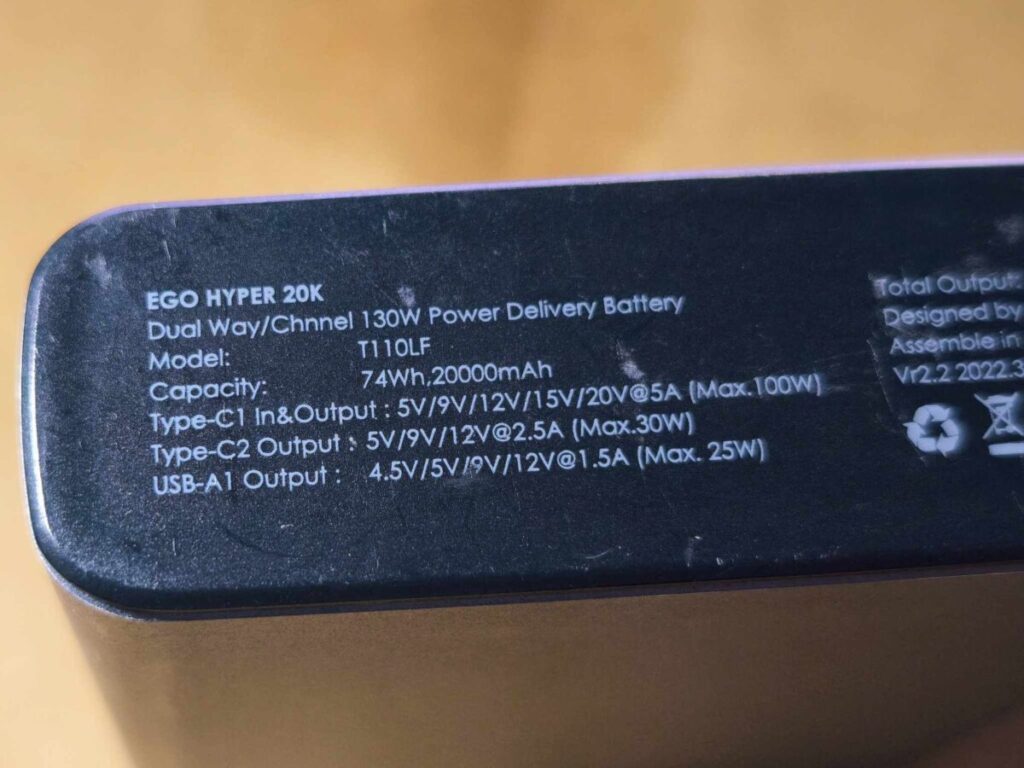 EGO HYPER 20K
Dual Way/Chnnel 130W Power Delivery Battery
Model: T110LF
Capacity: 74Wh,20000mAh
Type-C1 In&Output : 5V/9V/12V/15V/20V@5A (Max.100W)
Type-C2 Output : 5V/9V/12V@2.5A (Max.30W)
USB-A1 Output : 4.5V/5V/9V/12V@1.5A (Max. 25W)
Total Output:
Designed by
Assemble in
Vr2.2 2022.3